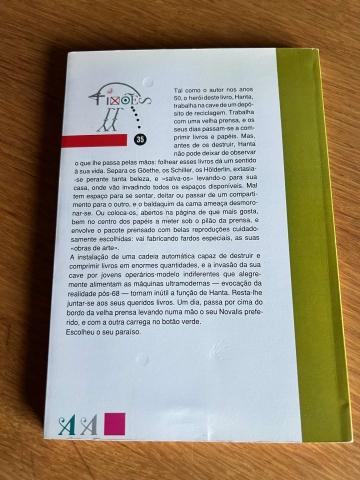 FIXÕES
35
Tal como o autor nos anos
50, o herói deste livro, Hanta,
trabalha na cave de um depó-
sito de reciclagem. Trabalha
com uma velha prensa, e os
seus dias passam-se a com-
primir livros e papéis. Mas,
antes de os destruir, Hanta
não pode deixar de observar
o que lhe passa pelas mãos: folhear esses livros dá um sentido
à sua vida. Separa os Göethe, os Schiller, os Hölderlin, extasia-
-se perante tanta beleza, e «salva-os» levando-o para sua
casa, onde vão invadindo todos os espaços disponíveis. Mal
tem espaço para se sentar, deitar ou passar de um comparti-
mento para o outro, e o baldaquim da cama ameaça desmoro-
nar-se. Ou coloca-os, abertos na página de que mais gosta,
bem no centro dos papéis a meter sob o pilão da prensa, e
envolve o pacote prensado com belas reproduções cuidado-
samente escolhidas: vai fabricando fardos especiais, as suas
«obras de arte».
A instalação de uma cadeia automática capaz de destruir e
comprimir livros em enormes quantidades, e a invasão da sua
cave por jovens operários-modelo indiferentes que alegre-
mente alimentam as máquinas ultramodernas — evocação da
realidade pós-68 — tornam inútil a função de Hanta. Resta-lhe
juntar-se aos seus queridos livros. Um dia, passa por cima do
bordo da velha prensa levando numa mão o seu Novalis prefe-
rido, e com a outra carrega no botão verde.
Escolheu o seu paraíso.
A A